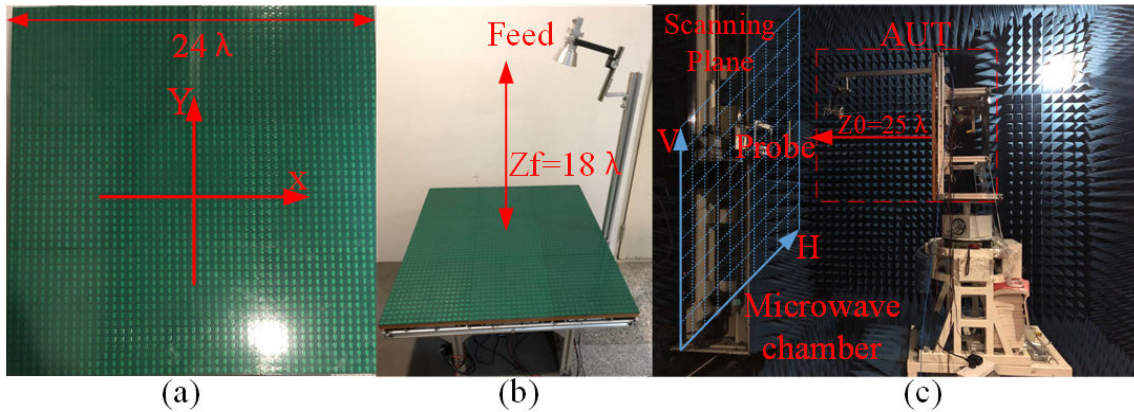 24 λ
Y
X
(a)
Feed
Zf=18 λ
(b)
Scanning
Plane
AUT
Z0=25 λ
V
Probe
H
Microwave
chamber
(c)